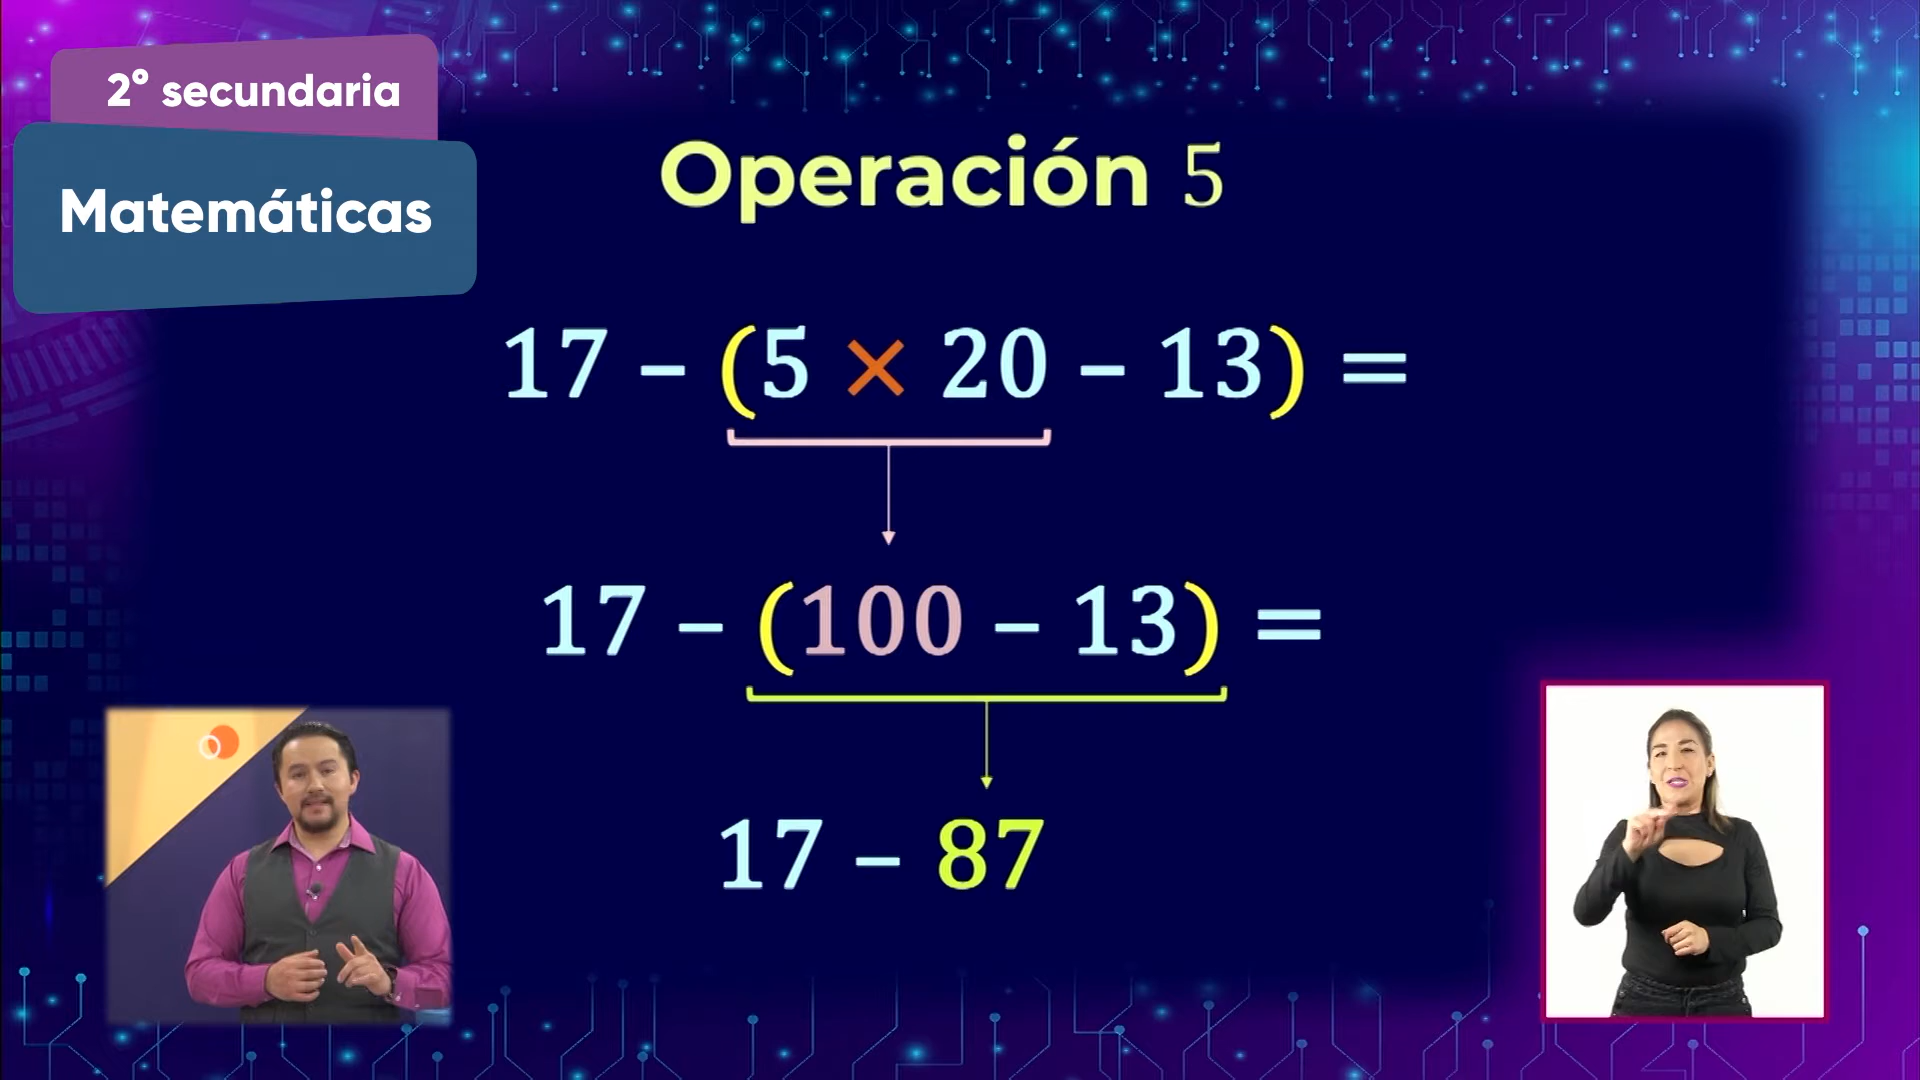 2° secundaria
Matemáticas
Operación 5
17 – (5 × 20 – 13) =
17 – (100 – 13) =
17 – 87